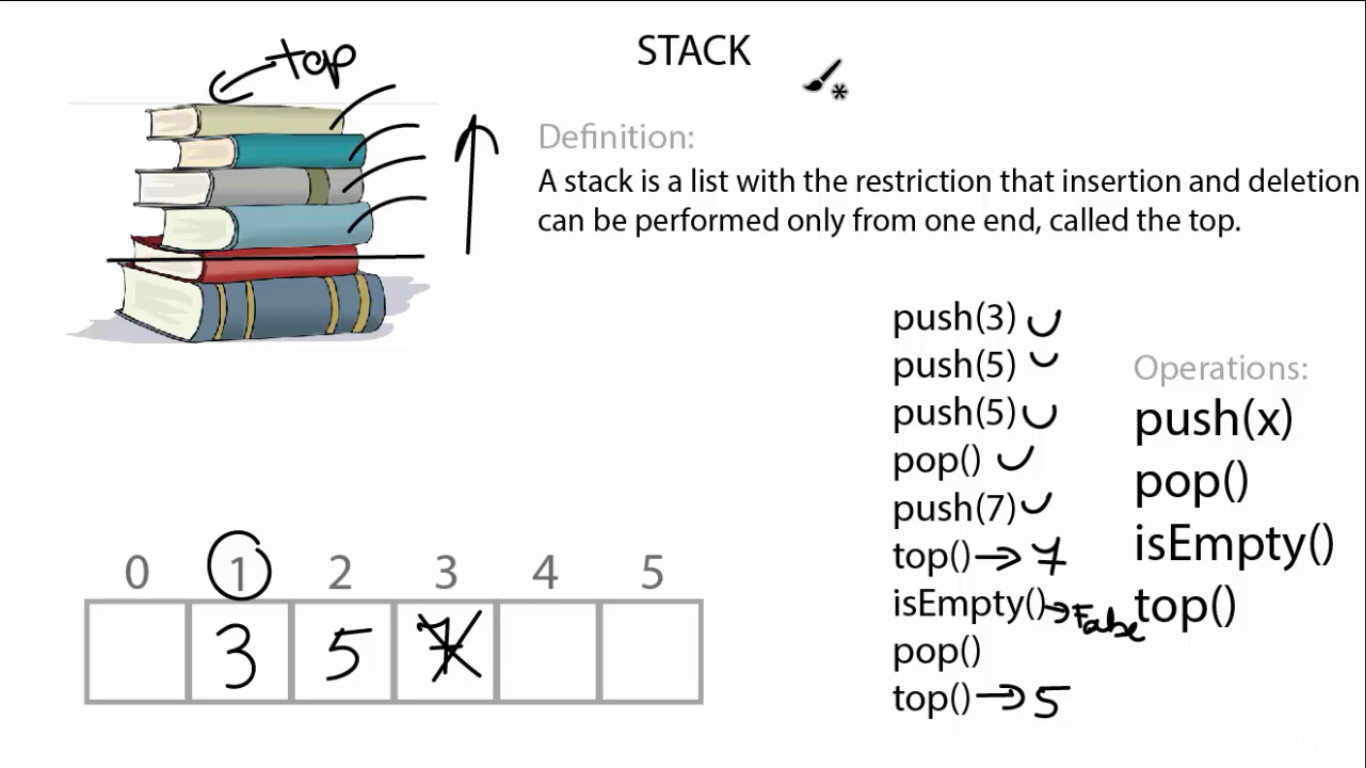 STACK
top
Definition:
A stack is a list with the restriction that insertion and deletion
can be performed only from one end, called the top.
push(3)
push(5)
push(5)
pop()
push(7)
top() → 7
isEmpty() → False
pop()
top() → 5
Operations:
push(x)
pop()
isEmpty()
top()
0 1 2 3 4 5
3 5 7
udemy